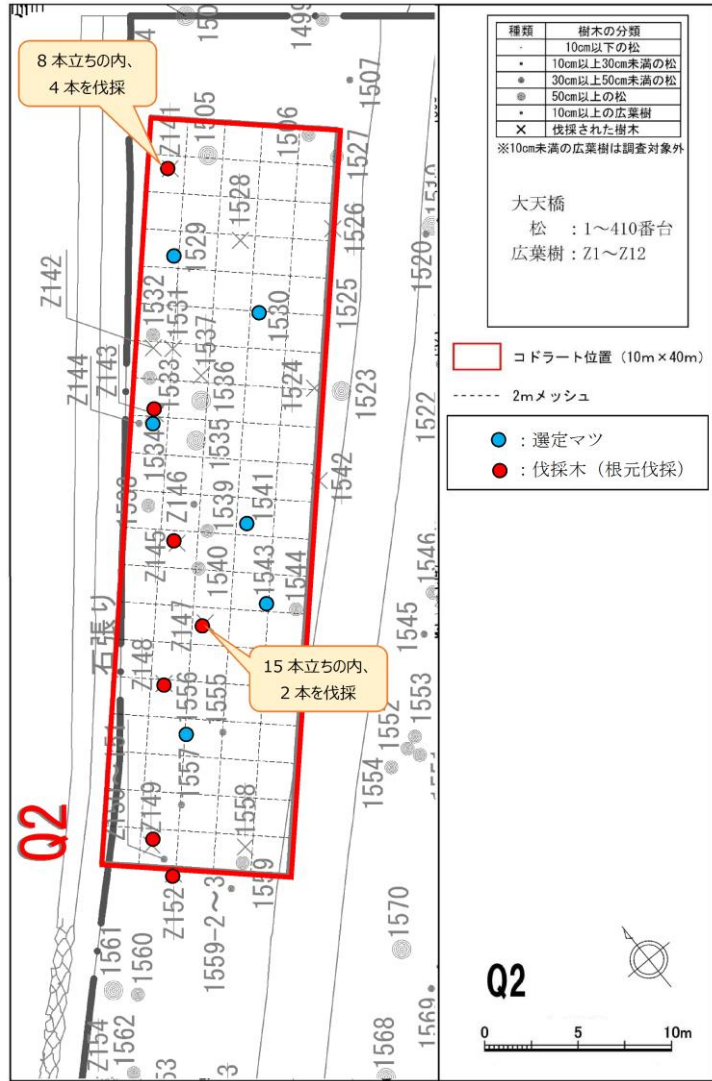 150
1499
1507
8本立ちの内、
4本を伐採
Z141
1505
1506
1527
1528
1526
1519
1520
1529
Z142
1532
1531
1530
1525
1537
Z144
Z143
1533
1536
1524
1523
1522
1534
1535
1542
Z146
1539
1541
Z145
1540
1543
1544
1546
1545
石張り
Z147
15本立ちの内、
2本を伐採
Z148
1556
1555
1552
1553
1557
1554
Z149
1558
Q2
1559
Z152
1559-2～3
1561
1560
1570
1569
Z154
1562
1568
種類 樹木の分類
10cm以下の松
10cm以上30cm未満の松
30cm以上50cm未満の松
50cm以上の松
10cm以上の広葉樹
伐採された樹木
※10cm未満の広葉樹は調査対象外
大天橋
松 :1～410番台
広葉樹:Z1～Z12
コドラート位置(10m×40m)
2mメッシュ
:選定マツ
:伐採木(根元伐採)
Q2
0 5 10m